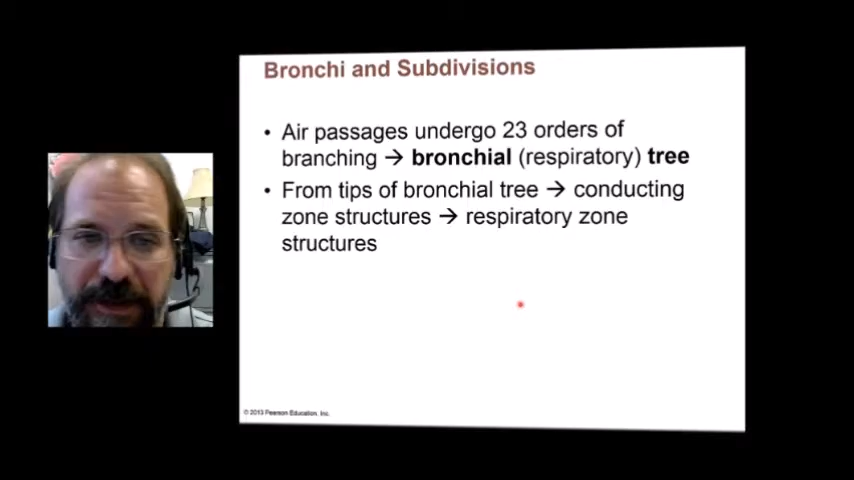 Bronchi and Subdivisions
• Air passages undergo 23 orders of
branching → bronchial (respiratory) tree
• From tips of bronchial tree → conducting
zone structures → respiratory zone
structures
© 2013 Pearson Education, Inc.